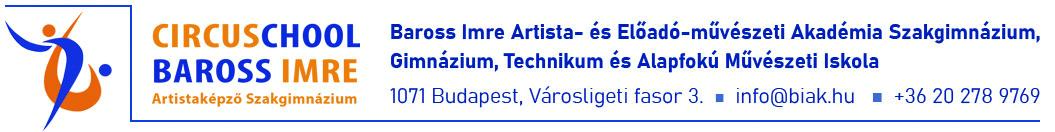 CIRCUSCHOOL
BAROSS IMRE
Artistaképző Szakgimnázium
Baross Imre Artista- és Előadó-művészeti Akadémia Szakgimnázium,
Gimnázium, Technikum és Alapfokú Művészeti Iskola
1071 Budapest, Városligeti fasor 3. ▪ info@biak.hu ▪ +36 20 278 9769